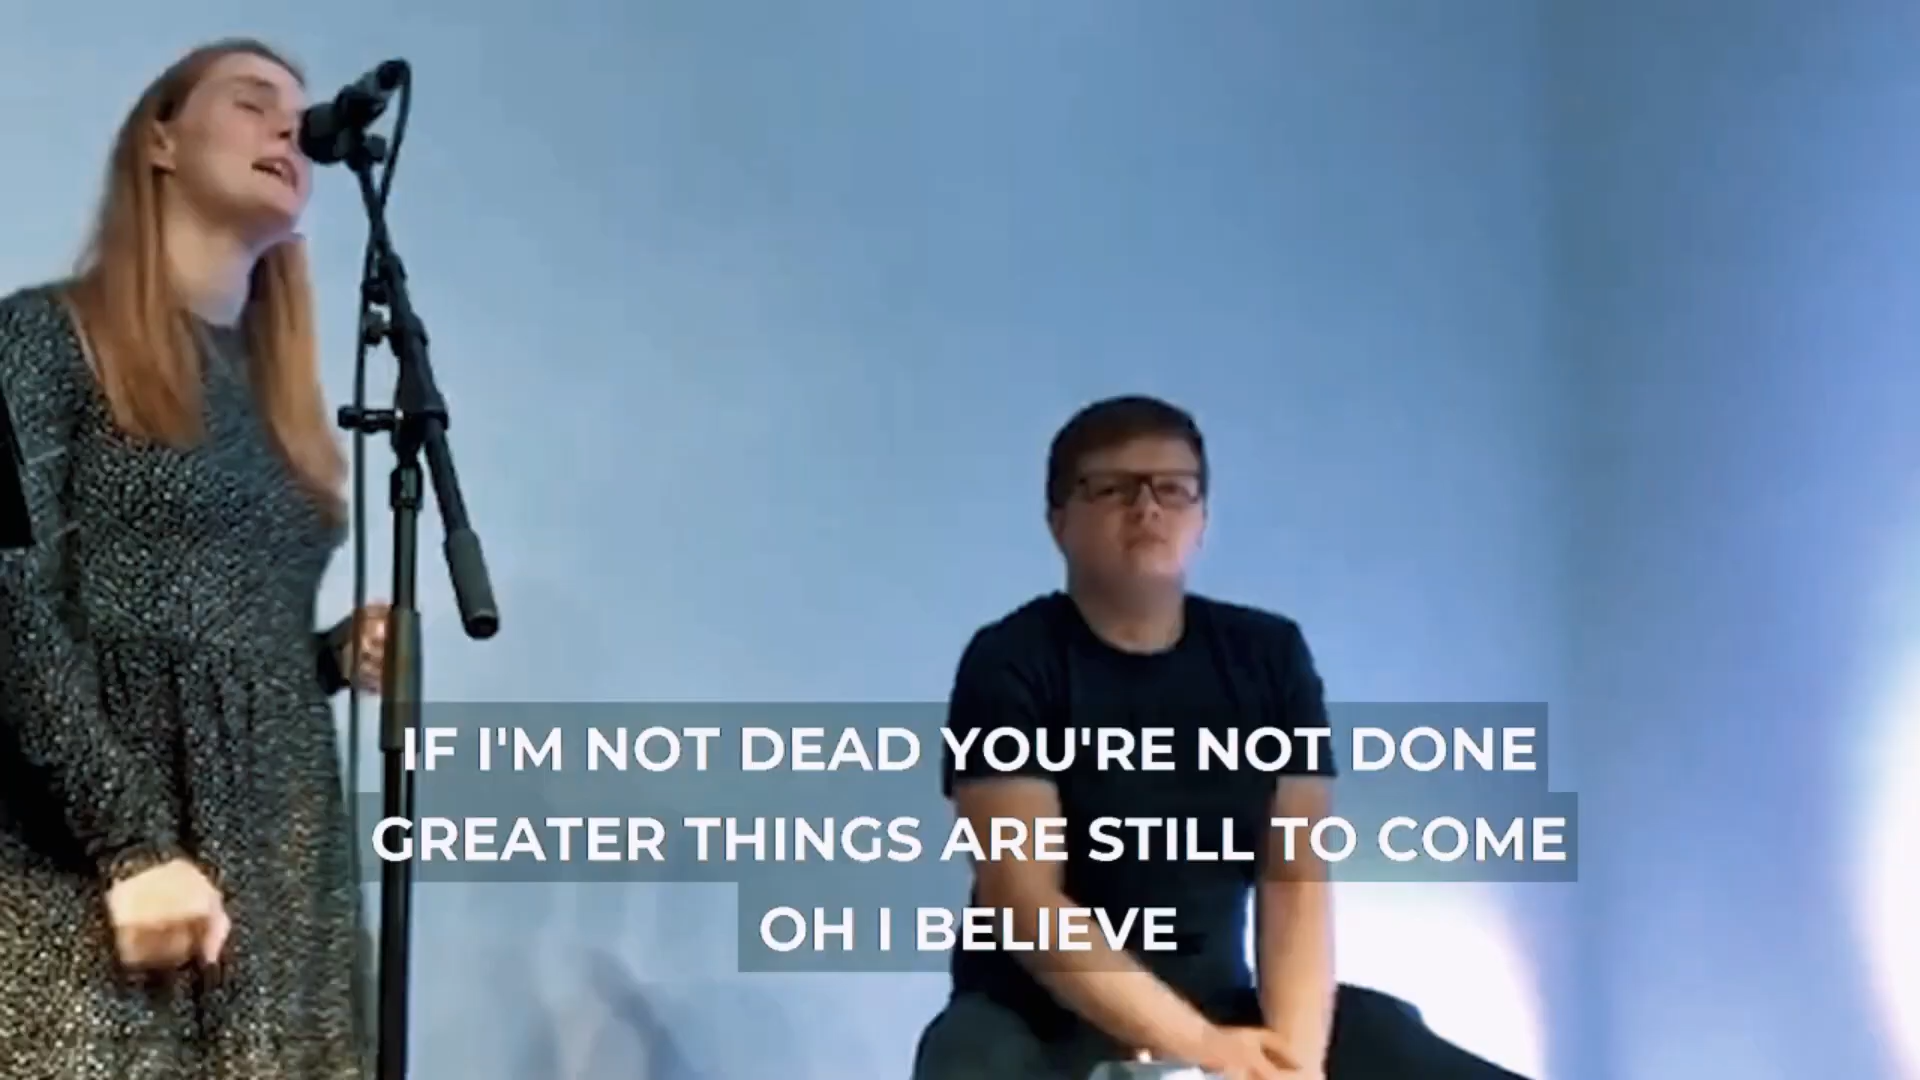 IF I'M NOT DEAD YOU'RE NOT DONE
GREATER THINGS ARE STILL TO COME
OH I BELIEVE